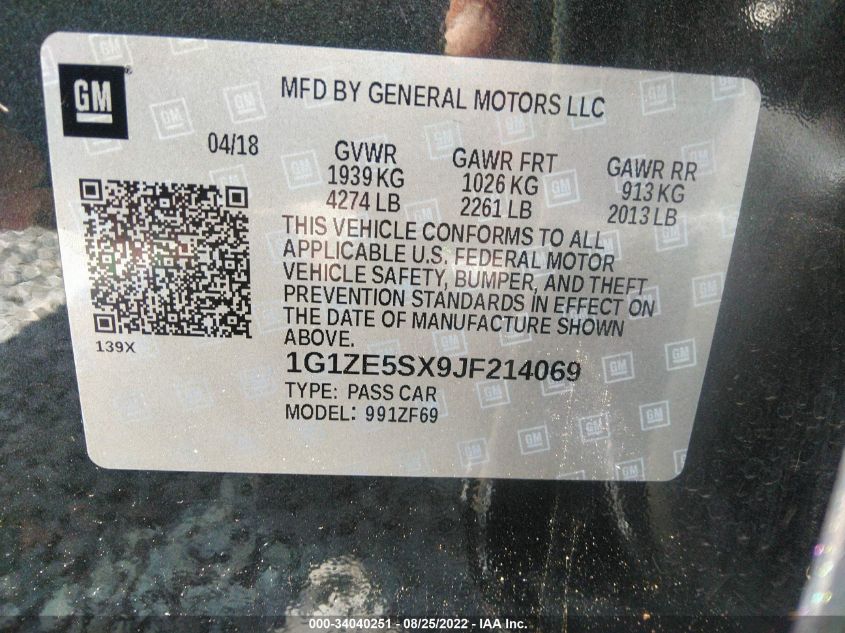 GM
MFD BY GENERAL MOTORS LLC
04/18
GVWR
1939 KG
4274 LB
GAWR FRT
1026 KG
2261 LB
GAWR RR
913 KG
2013 LB
THIS VEHICLE CONFORMS TO ALL
APPLICABLE U.S. FEDERAL MOTOR
VEHICLE SAFETY, BUMPER, AND THEFT
PREVENTION STANDARDS IN EFFECT ON
THE DATE OF MANUFACTURE SHOWN
ABOVE.
139X
1G1ZE5SX9JF214069
TYPE: PASS CAR
MODEL: 991ZF69
000-34040251 - 08/25/2022 - IAA Inc.